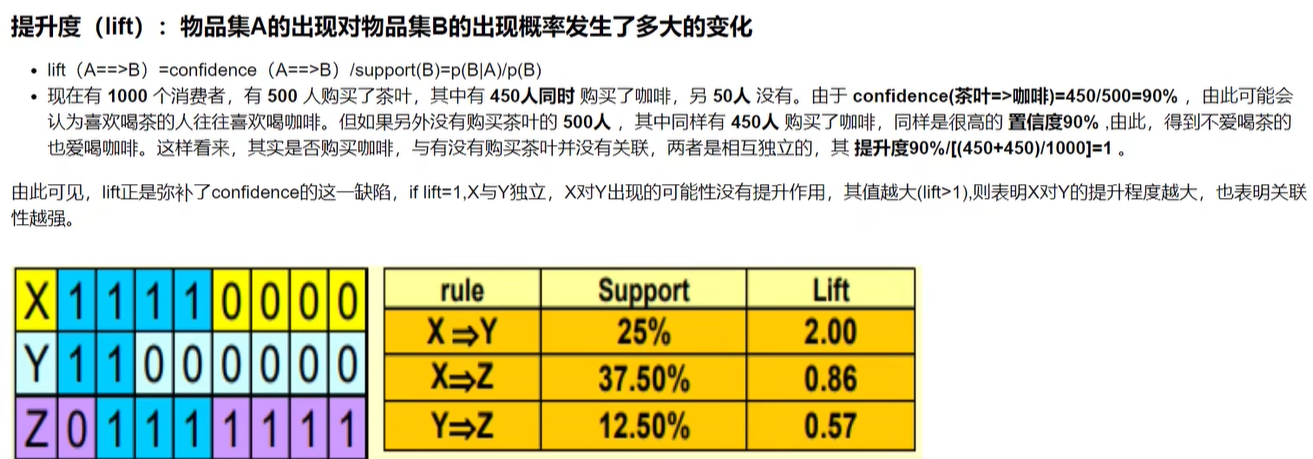 提升度（lift）：物品集A的出现对物品集B的出现概率发生了多大的变化
• lift（A==>B）=confidence（A==>B）/support(B)=p(B|A)/p(B)
• 现在有 1000 个消费者，有 500 人购买了茶叶，其中有 450人同时 购买了咖啡，另 50人 没有。由于 confidence(茶叶=>咖啡)=450/500=90% ，由此可能会
认为喜欢喝茶的人往往喜欢喝咖啡。但如果另外没有购买茶叶的 500人 ，其中同样有 450人 购买了咖啡，同样是很高的 置信度90% ,由此，得到不爱喝茶的
也爱喝咖啡。这样看来，其实是否购买咖啡，与有没有购买茶叶并没有关联，两者是相互独立的，其 提升度90%/[(450+450)/1000]=1 。
由此可见，lift正是弥补了confidence的这一缺陷，if lift=1,X与Y独立，X对Y出现的可能性没有提升作用，其值越大(lift>1),则表明X对Y的提升程度越大，也表明关联
性越强。
X 1 1 1 1 0 0 0 0
Y 1 1 0 0 0 0 0 0
Z 0 1 1 1 1 1 1 1
rule Support Lift
X⇒Y 25% 2.00
X⇒Z 37.50% 0.86
Y⇒Z 12.50% 0.57